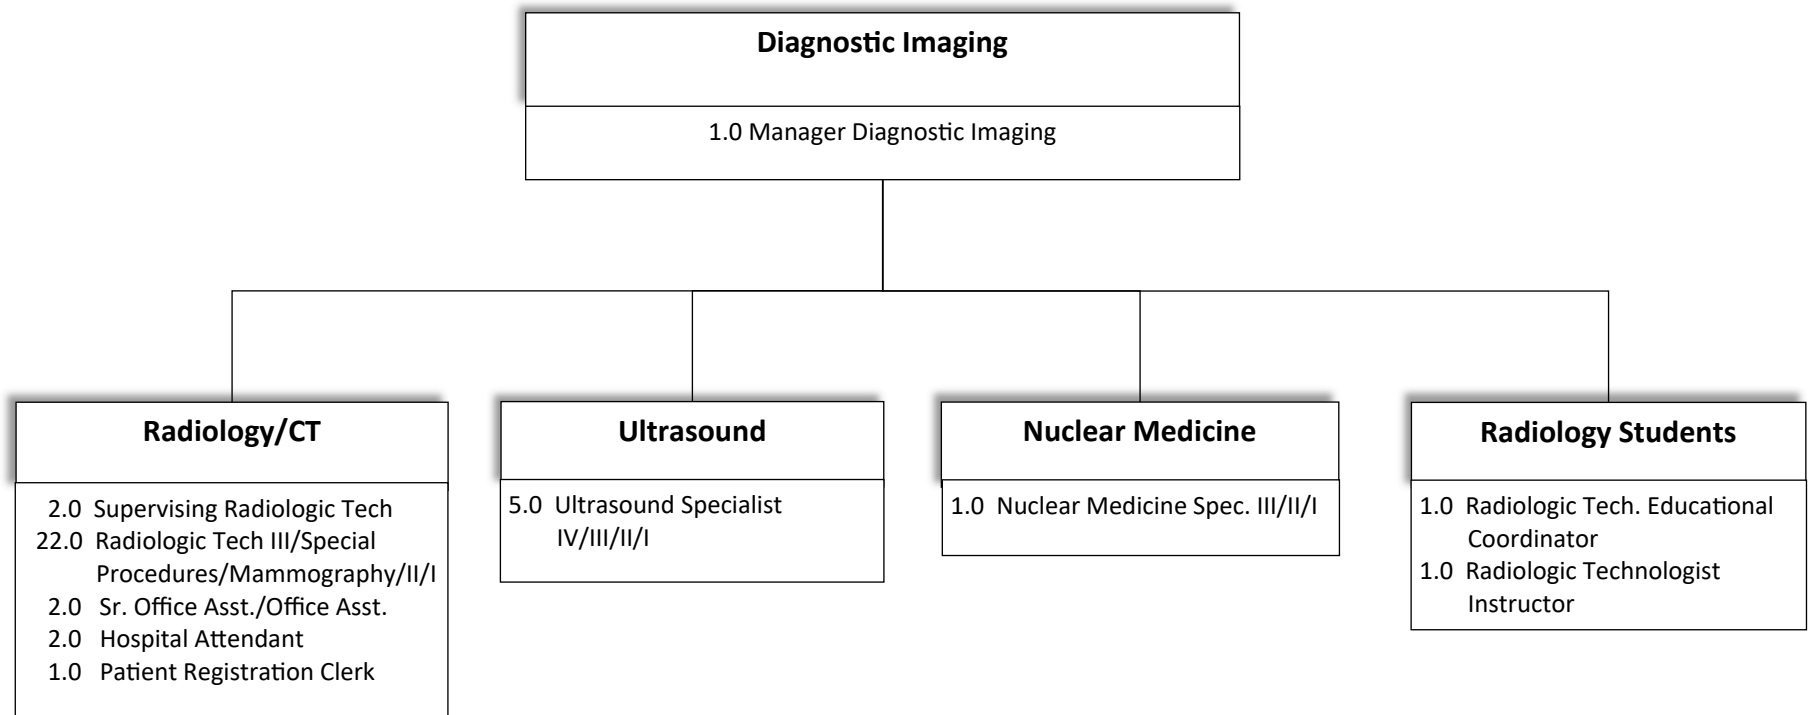 Diagnostic Imaging
1.0 Manager Diagnostic Imaging
Radiology/CT
2.0 Supervising Radiologic Tech
22.0 Radiologic Tech III/Special
Procedures/Mammography/II/I
2.0 Sr. Office Asst./Office Asst.
2.0 Hospital Attendant
1.0 Patient Registration Clerk
Ultrasound
5.0 Ultrasound Specialist
IV/III/II/I
Nuclear Medicine
1.0 Nuclear Medicine Spec. III/II/I
Radiology Students
1.0 Radiologic Tech. Educational
Coordinator
1.0 Radiologic Technologist
Instructor